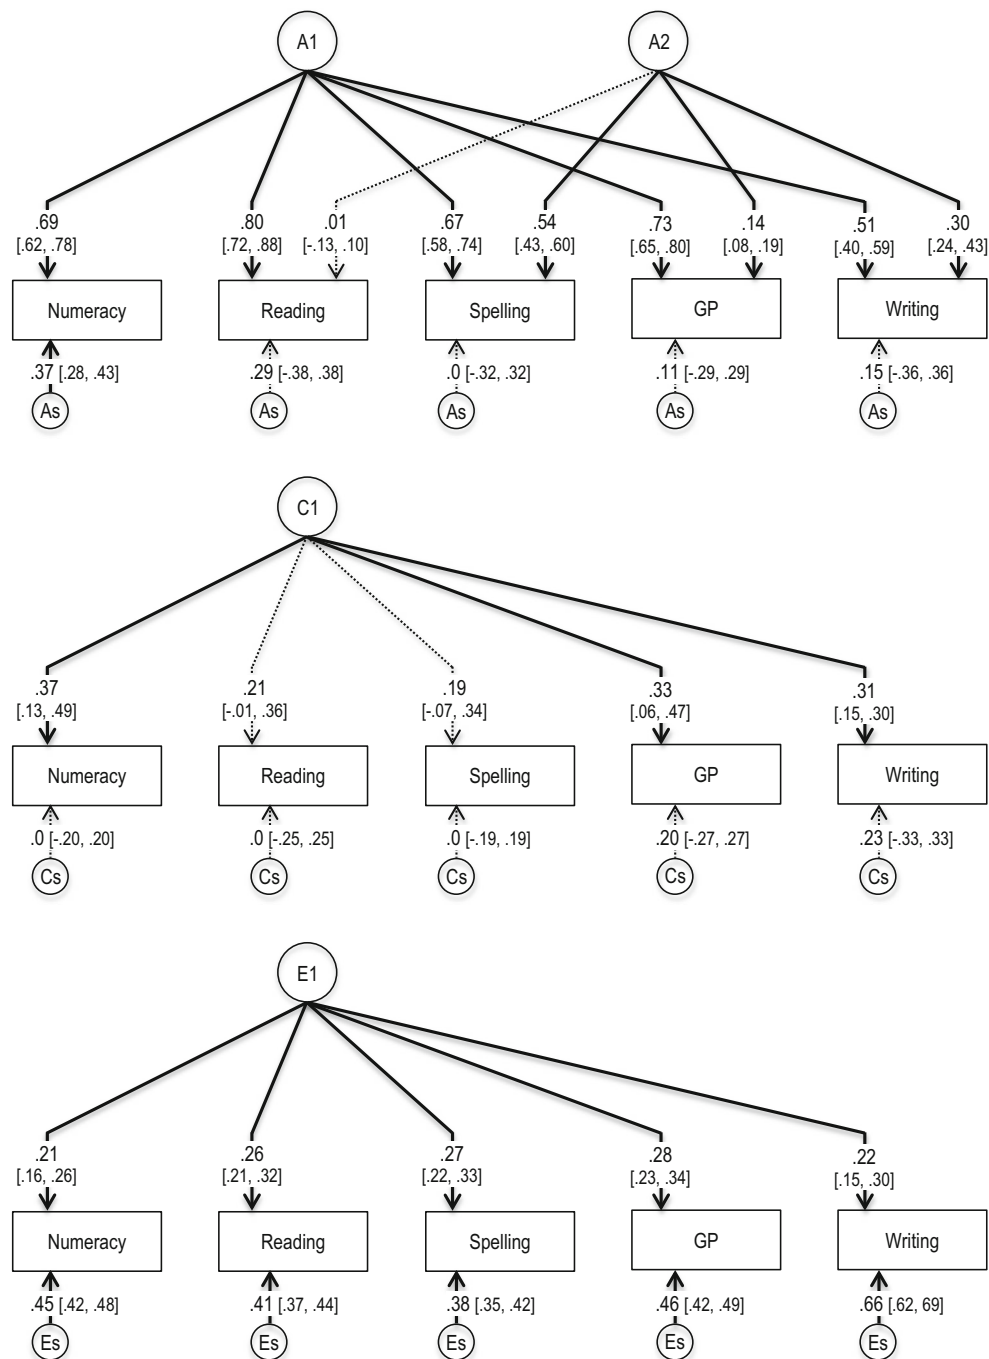 A1 A2
.69 .80 .01 .67 .54 .73 .14 .51 .30
[.62, .78] [.72, .88] [-.13, .10] [.58, .74] [.43, .60] [.65, .80] [.08, .19] [.40, .59] [.24, .43]
Numeracy Reading Spelling GP Writing
.37 [.28, .43] .29 [-.38, .38] .0 [-.32, .32] .11 [-.29, .29] .15 [-.36, .36]
As As As As As
C1
.37 .21 .19 .33 .31
[.13, .49] [-.01, .36] [-.07, .34] [.06, .47] [.15, .30]
Numeracy Reading Spelling GP Writing
.0 [-.20, .20] .0 [-.25, .25] .0 [-.19, .19] .20 [-.27, .27] .23 [-.33, .33]
Cs Cs Cs Cs Cs
E1
.21 .26 .27 .28 .22
[.16, .26] [.21, .32] [.22, .33] [.23, .34] [.15, .30]
Numeracy Reading Spelling GP Writing
.45 [.42, .48] .41 [.37, .44] .38 [.35, .42] .46 [.42, .49] .66 [.62, 69]
Es Es Es Es Es